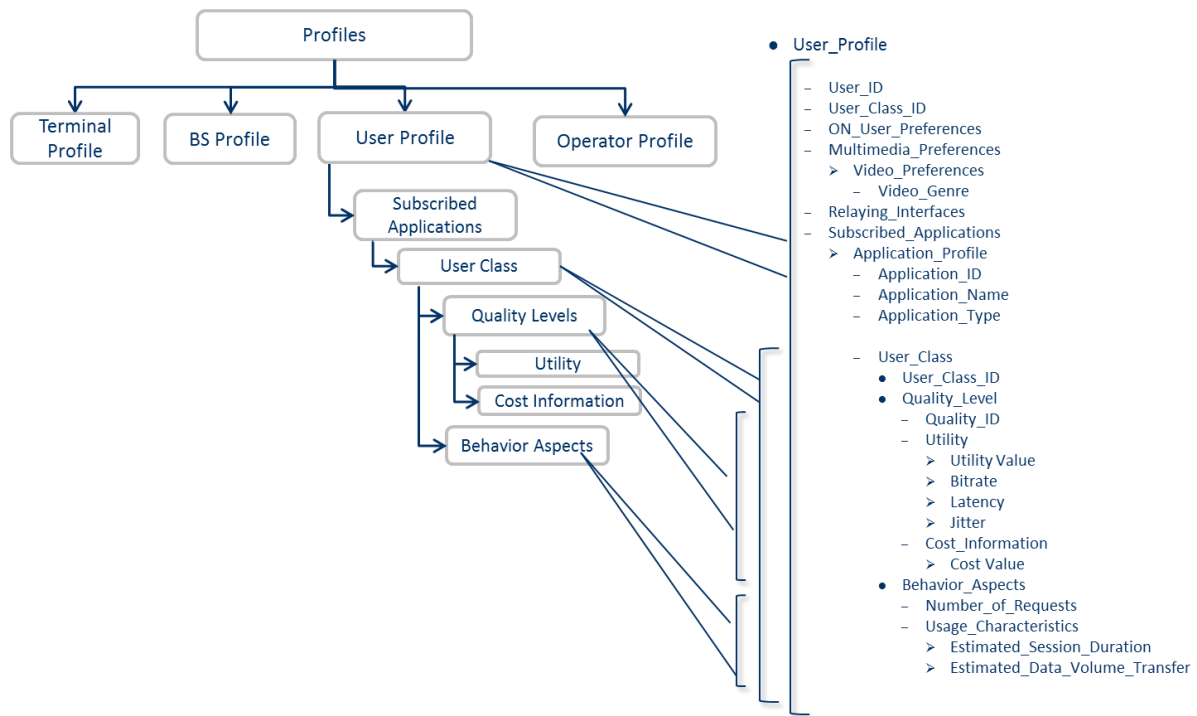 Profiles
Terminal
Profile
BS Profile
User Profile
Operator Profile
Subscribed
Applications
User Class
Quality Levels
Utility
Cost Information
Behavior Aspects
● User_Profile
– User_ID
– User_Class_ID
– ON_User_Preferences
– Multimedia_Preferences
➢ Video_Preferences
– Video_Genre
– Relaying_Interfaces
– Subscribed_Applications
➢ Application_Profile
– Application_ID
– Application_Name
– Application_Type
– User_Class
● User_Class_ID
● Quality_Level
– Quality_ID
– Utility
➢ Utility Value
➢ Bitrate
➢ Latency
➢ Jitter
– Cost_Information
➢ Cost Value
● Behavior_Aspects
– Number_of_Requests
– Usage_Characteristics
➢ Estimated_Session_Duration
➢ Estimated_Data_Volume_Transfer